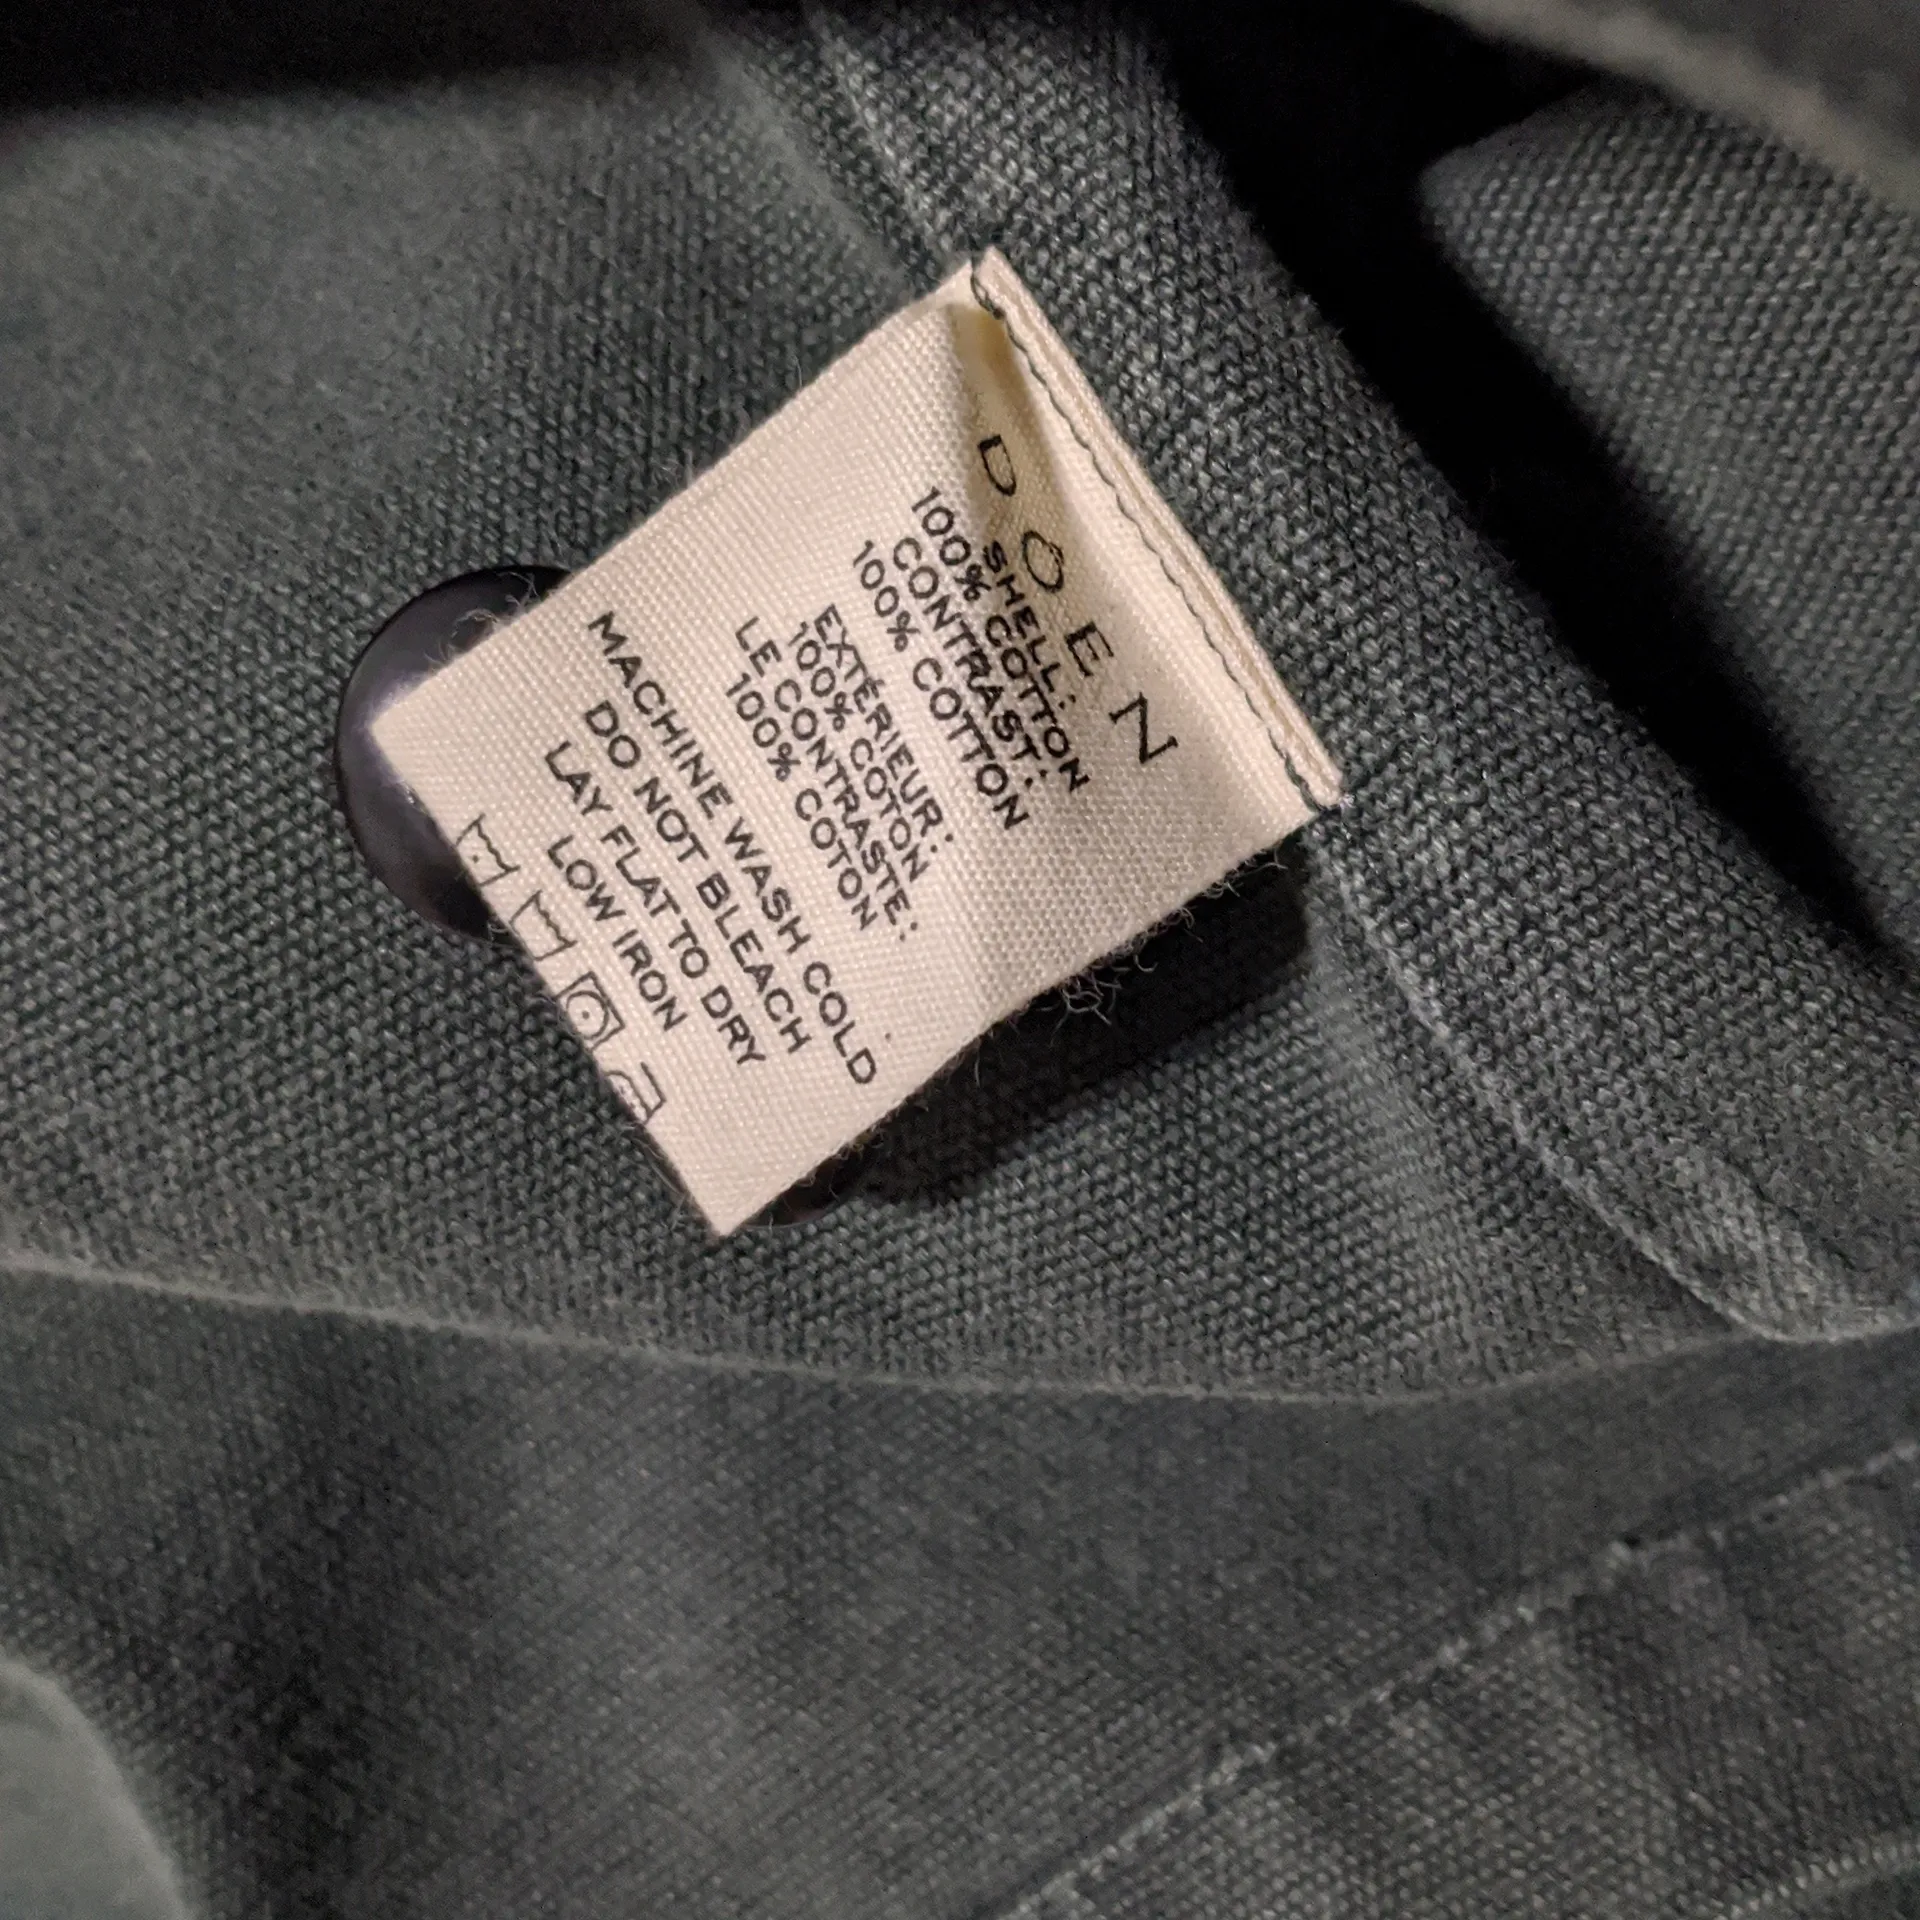 DÔEN
SHELL:
100% COTTON
CONTRAST:
100% COTTON
EXTÉRIEUR:
100% COTON
LE CONTRASTE:
100% COTON
MACHINE WASH COLD
DO NOT BLEACH
LAY FLAT TO DRY
LOW IRON